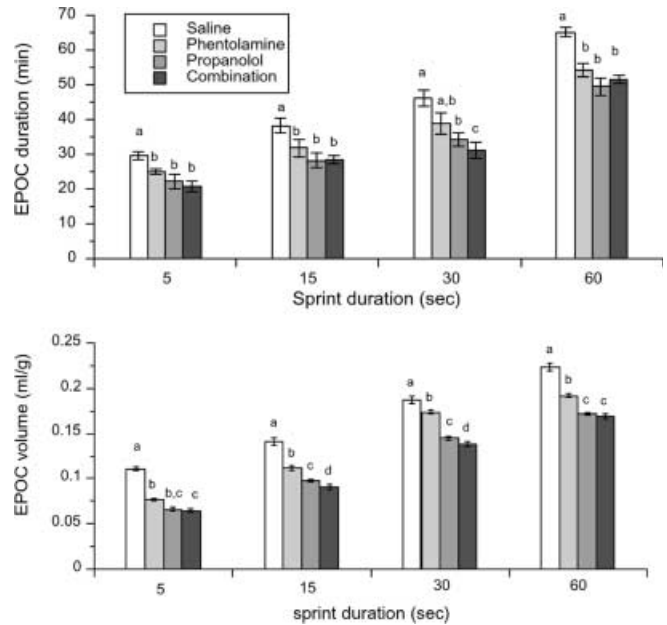 70
60
50
40
30
20
10
0
EPOC duration (min)
Saline
Phentolamine
Propanolol
Combination
a b b b
a b b b
a a,b b c
a b b b
5 15 30 60
Sprint duration (sec)
0.25
0.2
0.15
0.1
0.05
0
EPOC volume (ml/g)
a b b,c c
a b c d
a b c d
a b c c
5 15 30 60
sprint duration (sec)